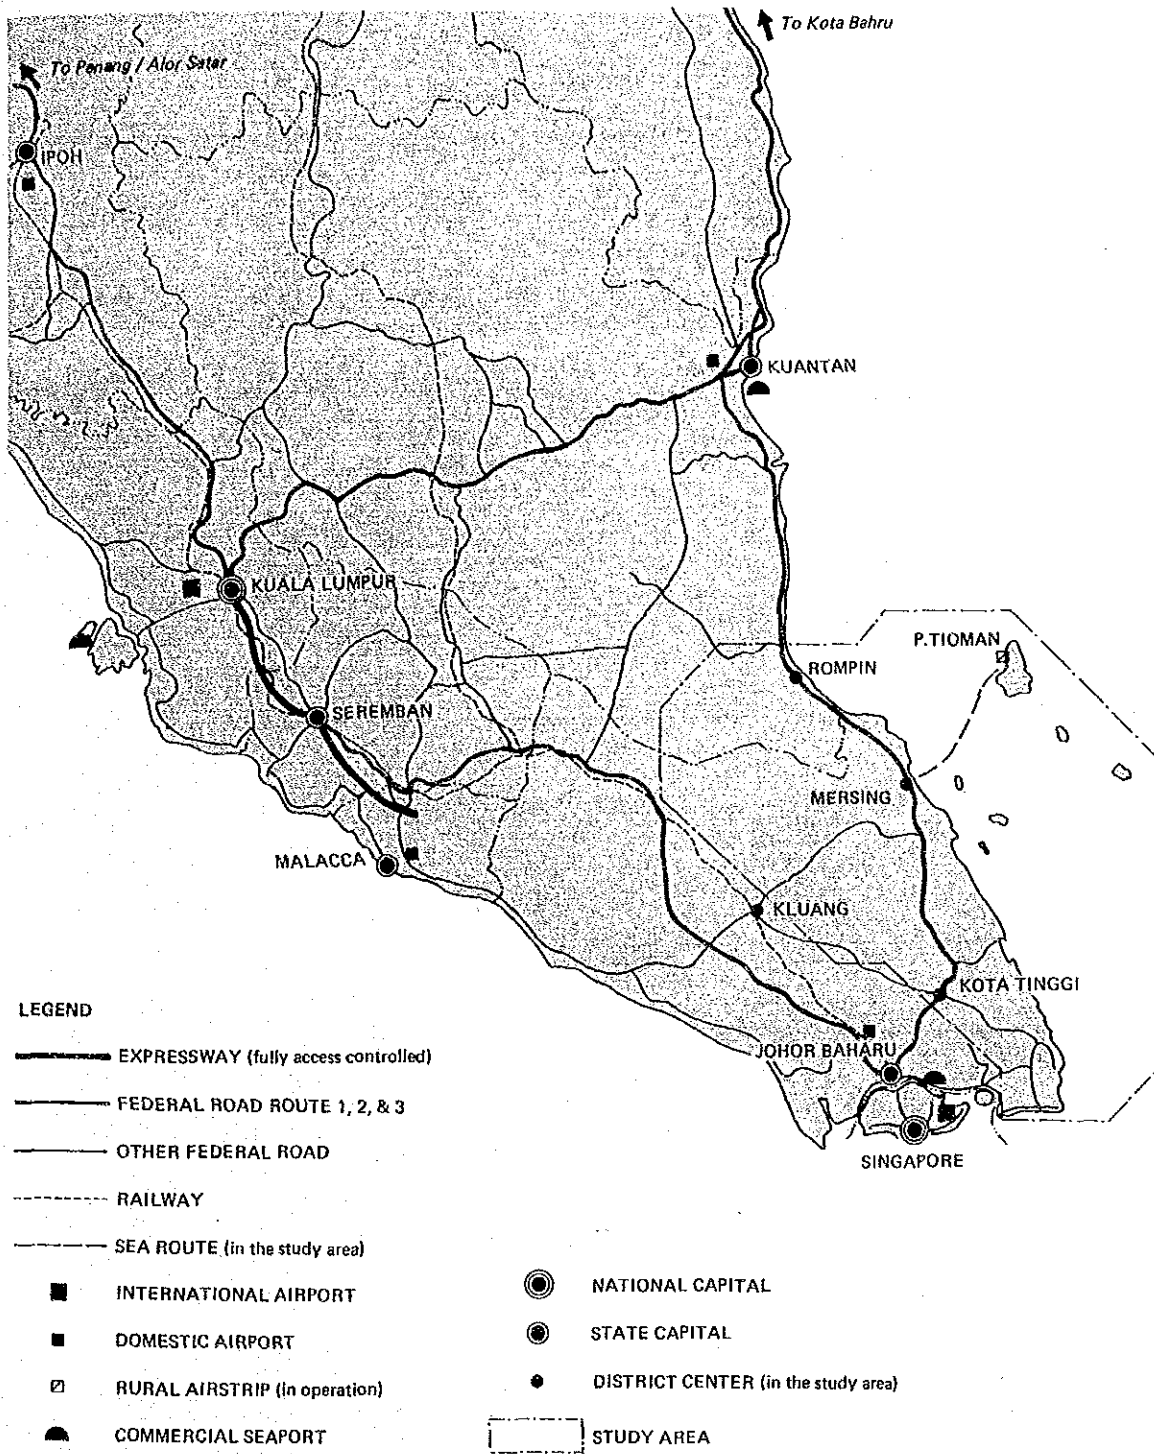 To Kota Bahru
To Penang / Alor Satar
IPOH
KUANTAN
KUALA LUMPUR
P.TIOMAN
ROMPIN
SEREMBAN
MERSING
MALACCA
KLUANG
KOTA TINGGI
JOHOR BAHARU
SINGAPORE
LEGEND
EXPRESSWAY (fully access controlled)
FEDERAL ROAD ROUTE 1, 2, & 3
OTHER FEDERAL ROAD
RAILWAY
SEA ROUTE (in the study area)
INTERNATIONAL AIRPORT
DOMESTIC AIRPORT
RURAL AIRSTRIP (in operation)
COMMERCIAL SEAPORT
NATIONAL CAPITAL
STATE CAPITAL
DISTRICT CENTER (in the study area)
STUDY AREA